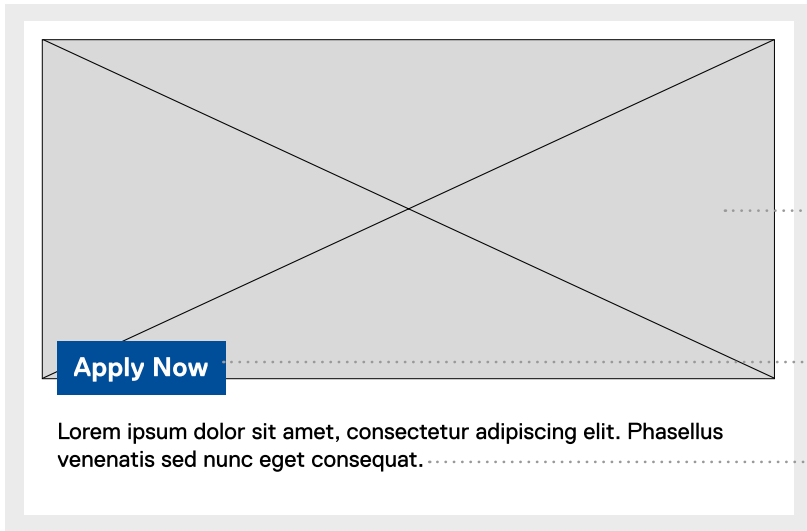 Apply Now
Lorem ipsum dolor sit amet, consectetur adipiscing elit. Phasellus
venenatis sed nunc eget consequat.